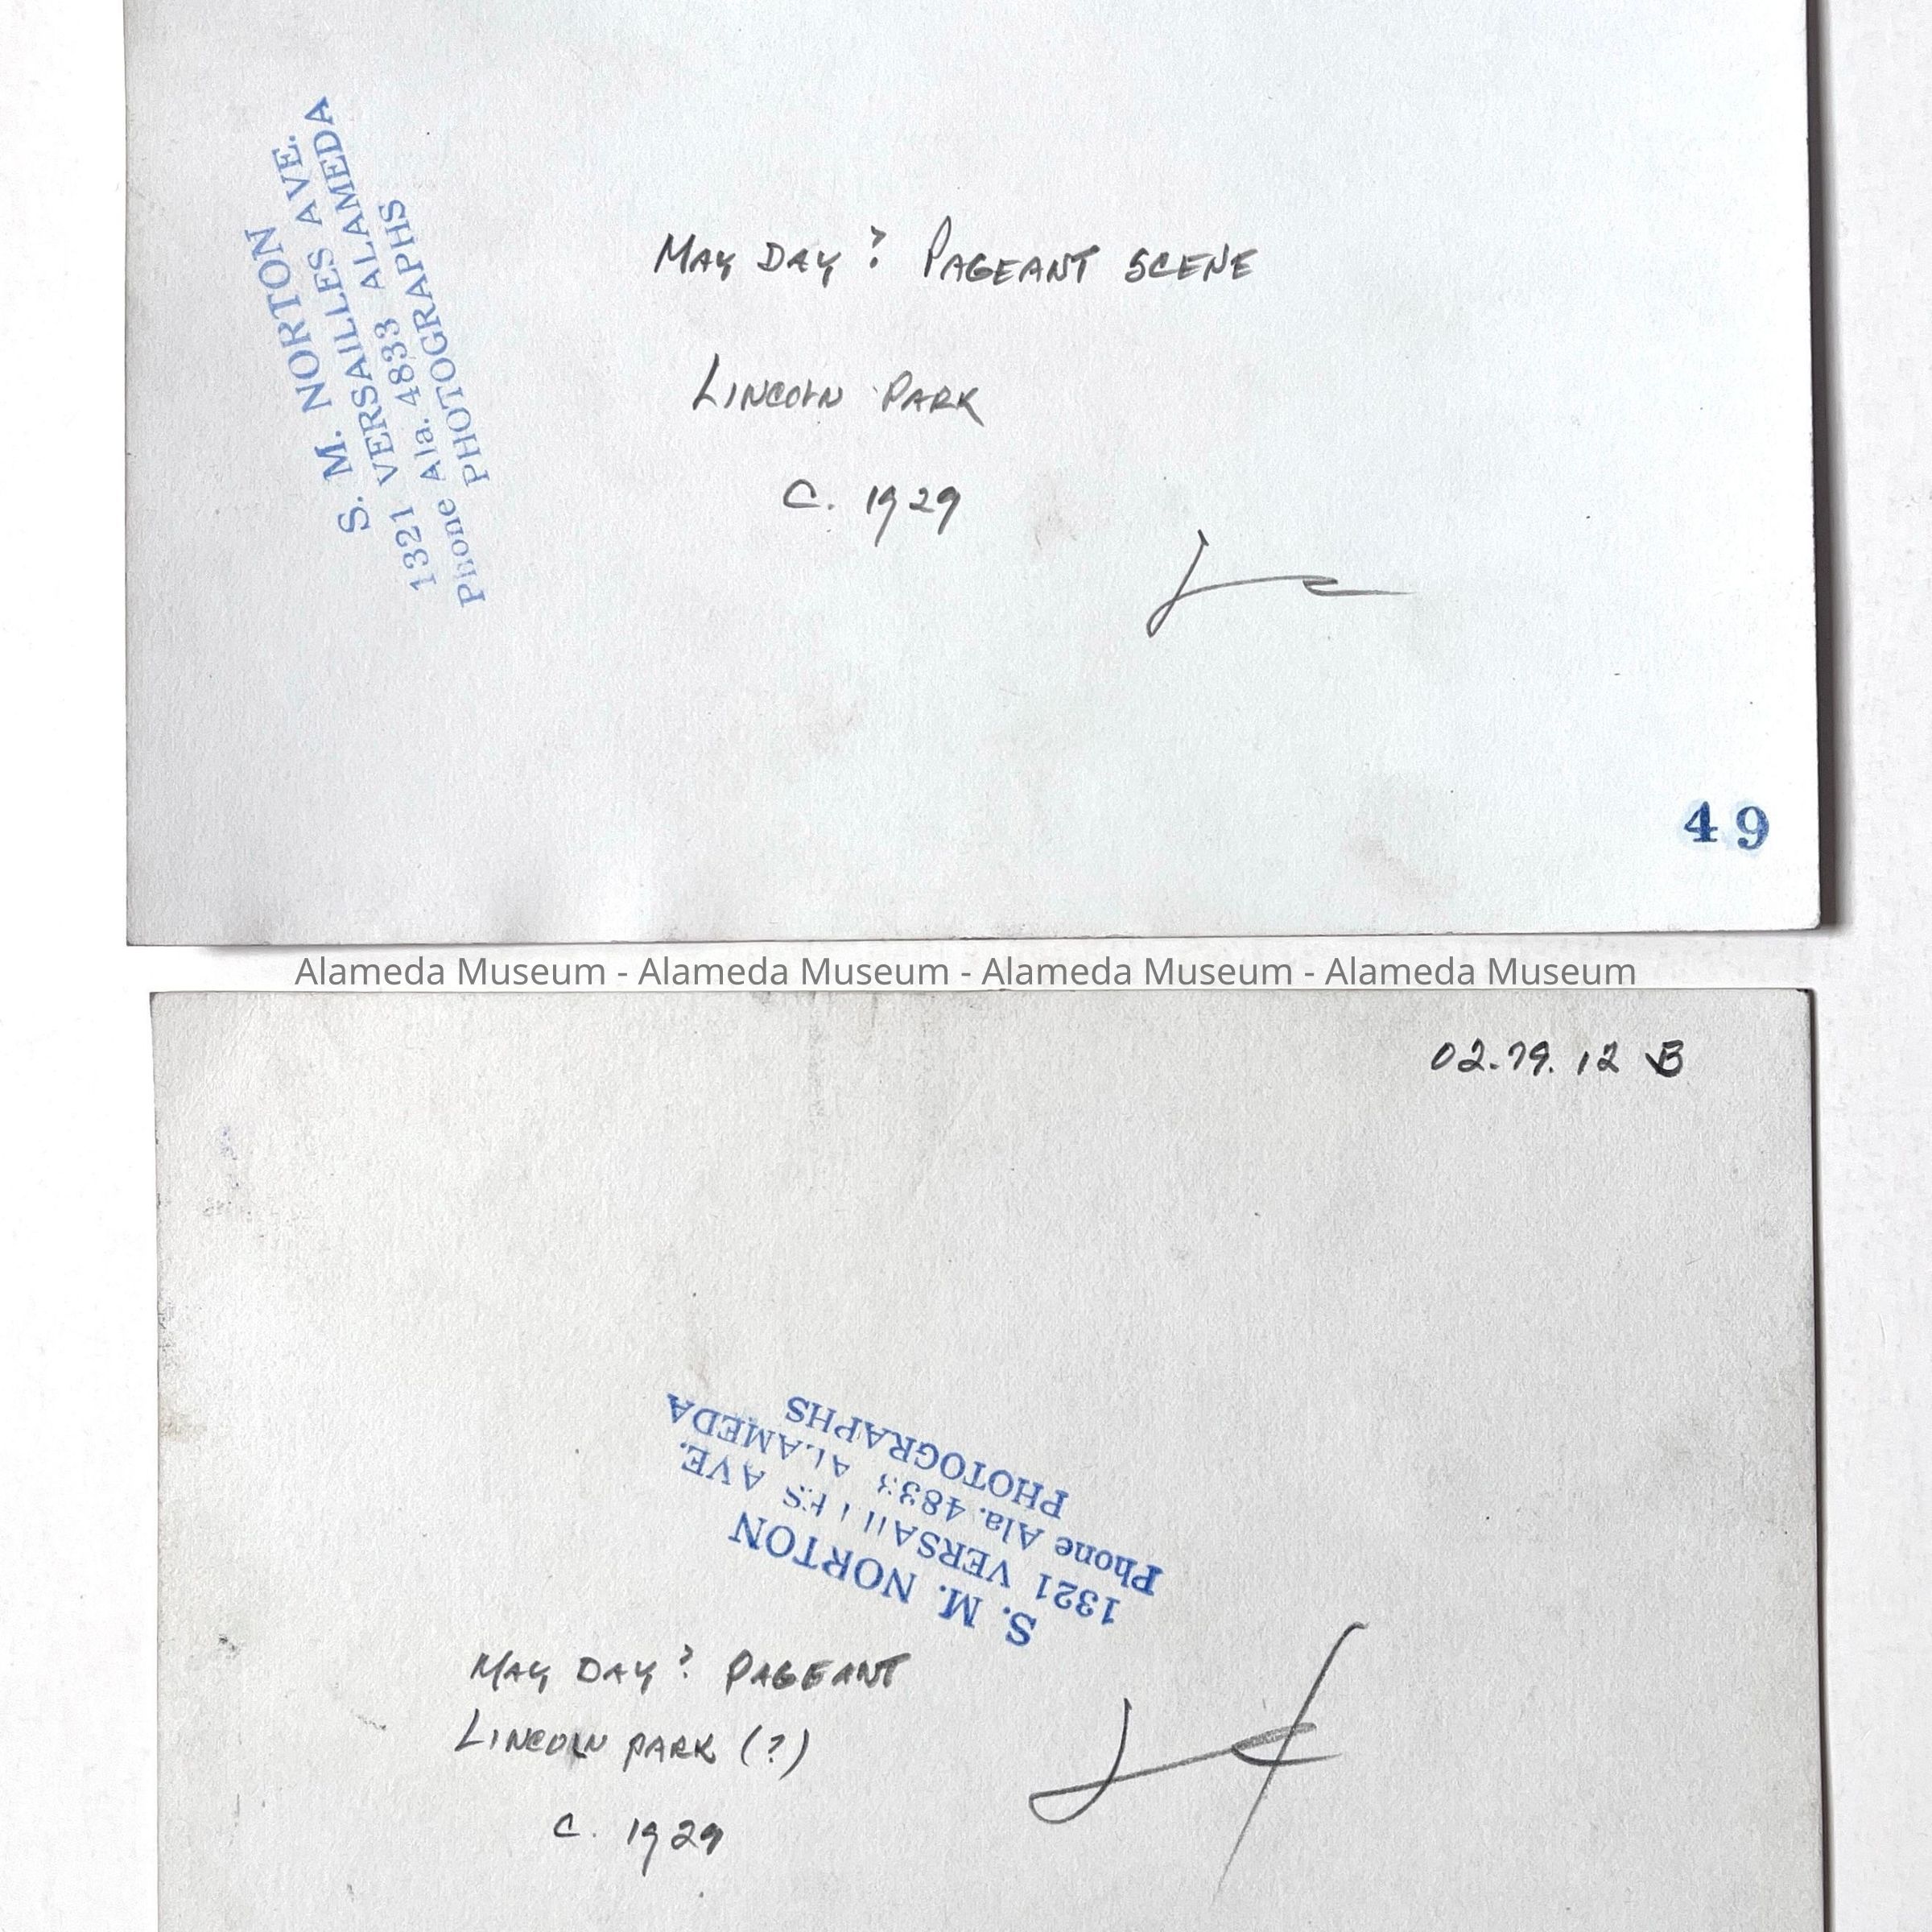 S. M. NORTON
1321 VERSAILLES AVE.
Phone Ala. 4833 ALAMEDA
PHOTOGRAPHS
MAY DAY? PAGEANT SCENE
LINCOLN PARK
C. 1929
49
Alameda Museum - Alameda Museum - Alameda Museum - Alameda Museum
02.79.12 B
S. M. NORTON
1321 VERSAILLES AVE.
Phone Ala. 4833 ALAMEDA
PHOTOGRAPHS
MAY DAY? PAGEANT
LINCOLN PARK (?)
C. 1929